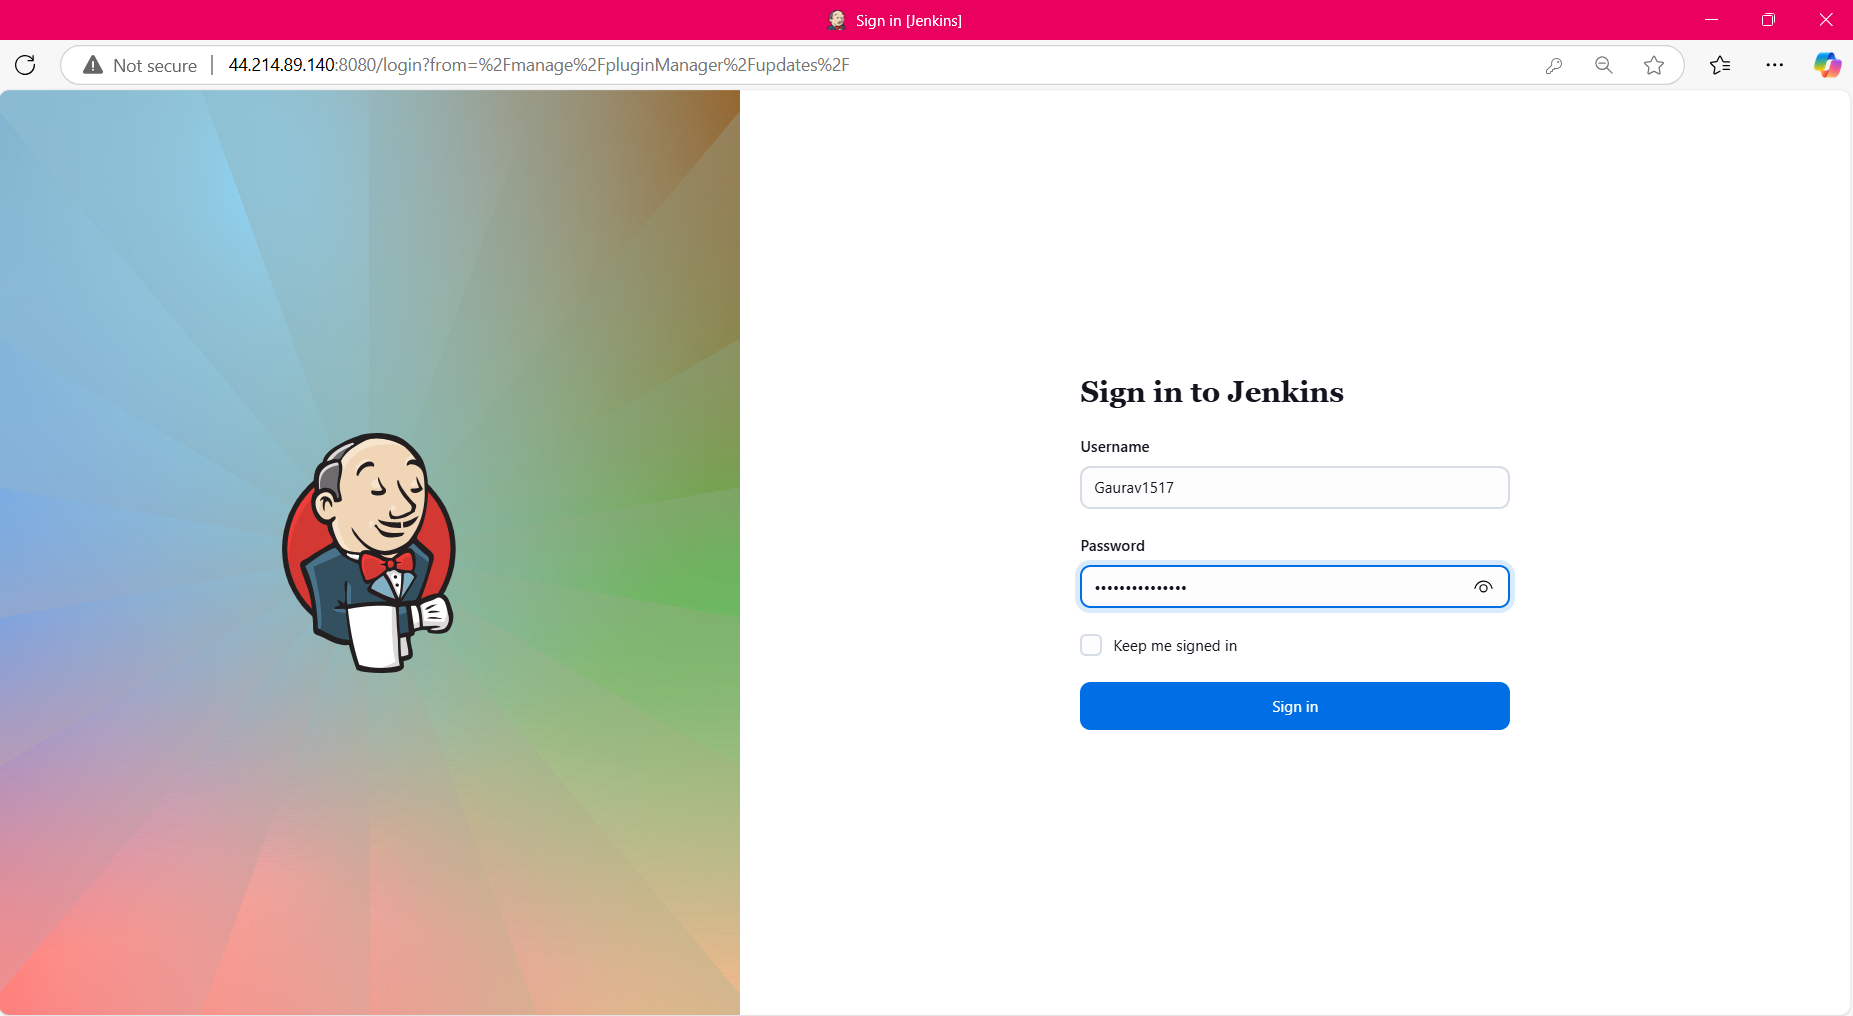 Sign in [Jenkins]
Not secure
44.214.89.140:8080/login?from=%2Fmanage%2FpluginManager%2Fupdates%2F
Sign in to Jenkins
Username
Gaurav1517
Password
•••••••••••••••
Keep me signed in
Sign in